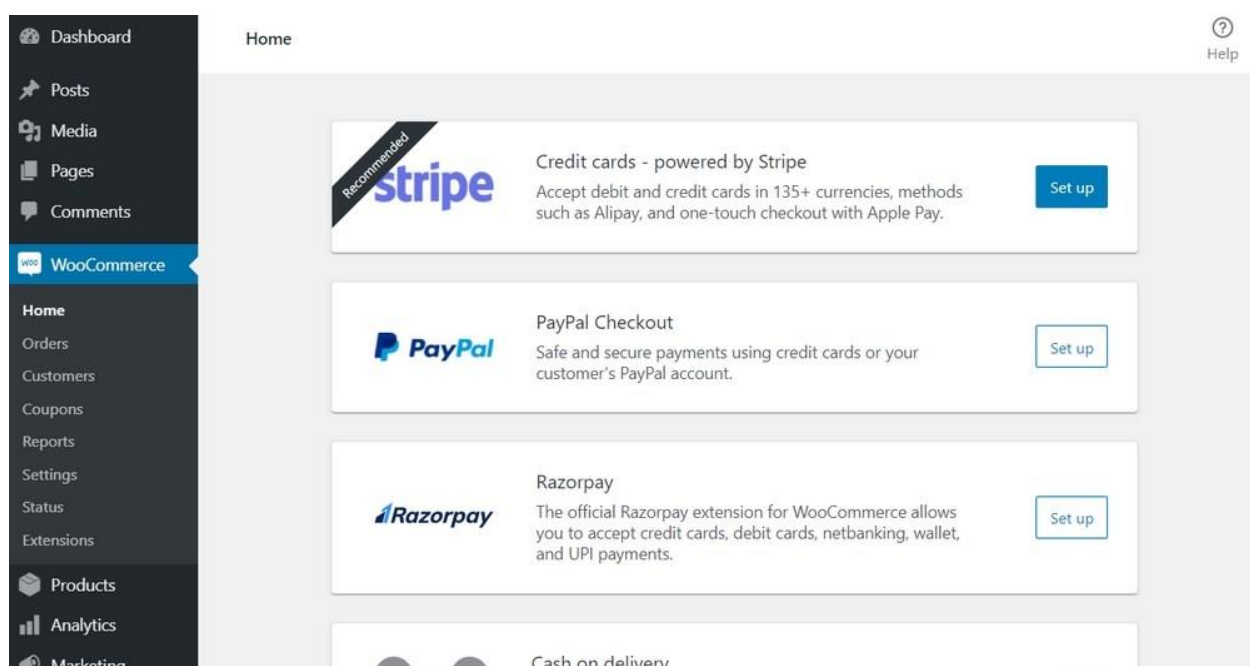 Dashboard
Posts
Media
Pages
Comments
Woo WooCommerce
Home
Orders
Customers
Coupons
Reports
Settings
Status
Extensions
Products
Analytics
Marketing
Home
Help
Recommended
stripe
Credit cards - powered by Stripe
Accept debit and credit cards in 135+ currencies, methods
such as Alipay, and one-touch checkout with Apple Pay.
Set up
PayPal
PayPal Checkout
Safe and secure payments using credit cards or your
customer's PayPal account.
Set up
Razorpay
Razorpay
The official Razorpay extension for WooCommerce allows
you to accept credit cards, debit cards, netbanking, wallet,
and UPI payments.
Set up
Cash on delivery